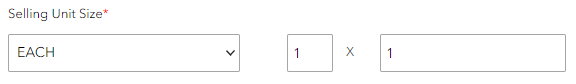 Selling Unit Size*
EACH 1 X 1